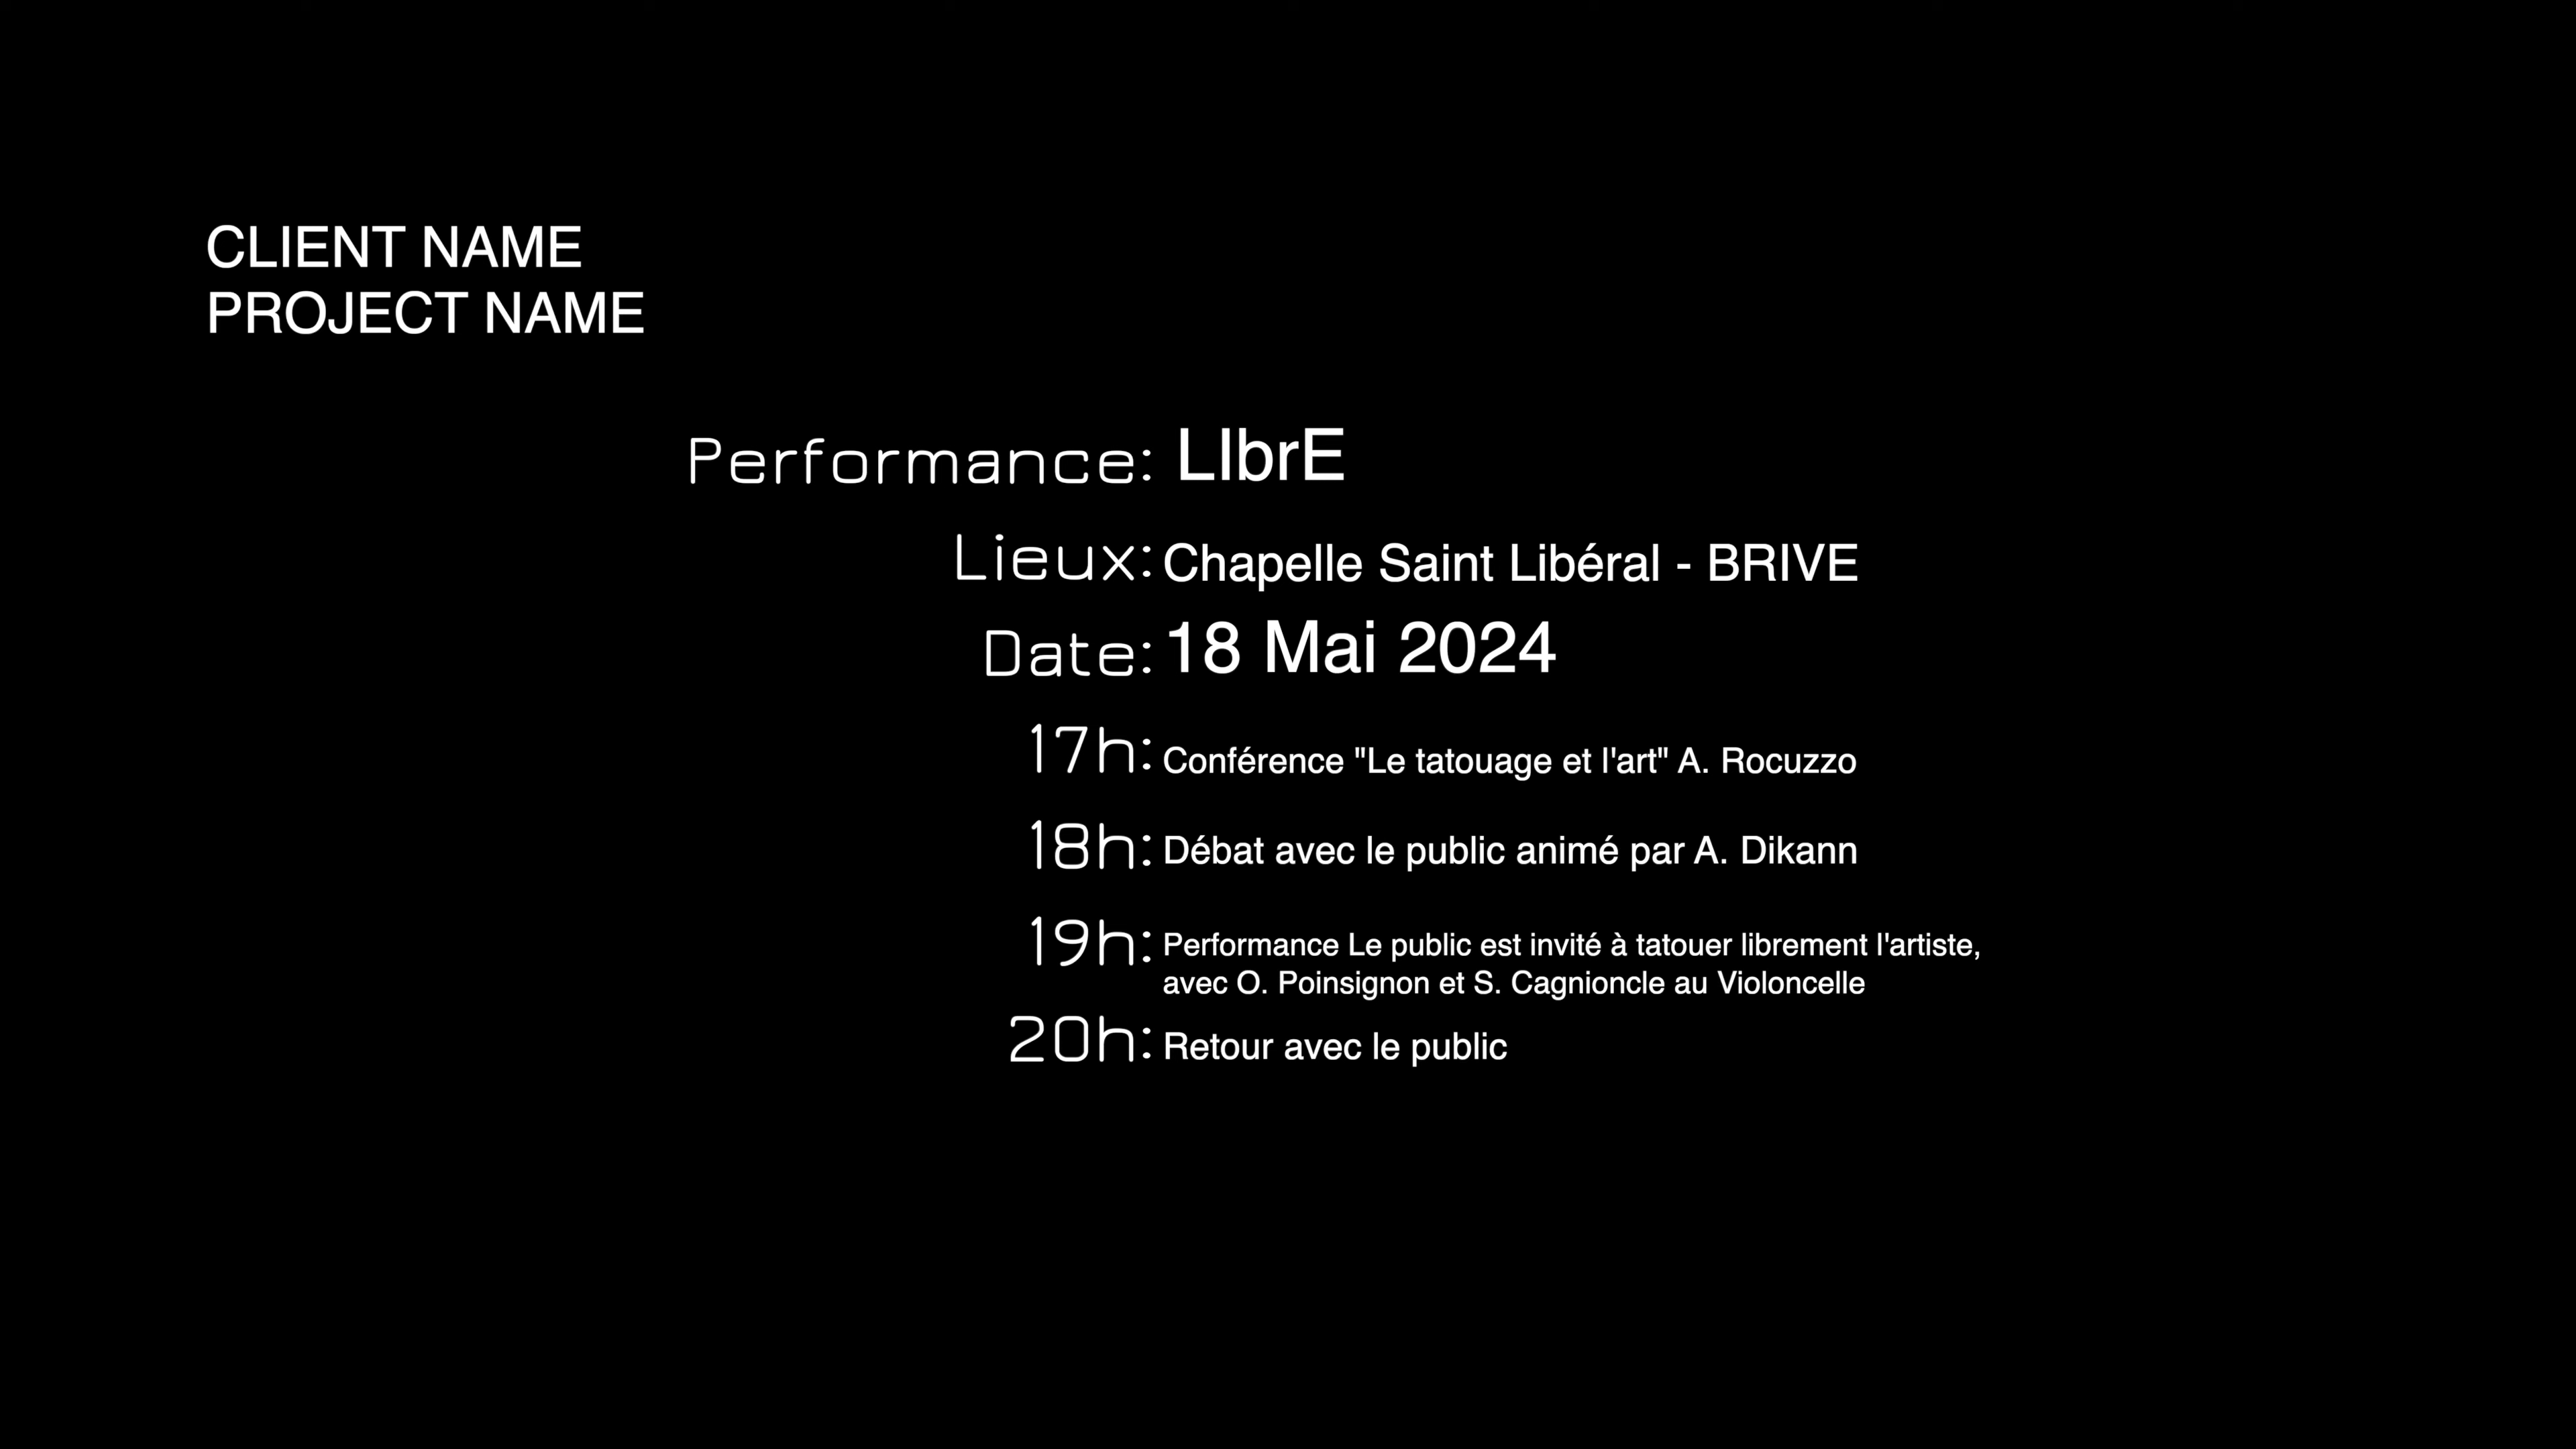 CLIENT NAME
PROJECT NAME
Performance: LIbrE
Lieux: Chapelle Saint Libéral - BRIVE
Date: 18 Mai 2024
17h: Conférence "Le tatouage et l'art" A. Rocuzzo
18h: Débat avec le public animé par A. Dikann
19h: Performance Le public est invité à tatouer librement l'artiste,
avec O. Poinsignon et S. Cagnioncle au Violoncelle
20h: Retour avec le public